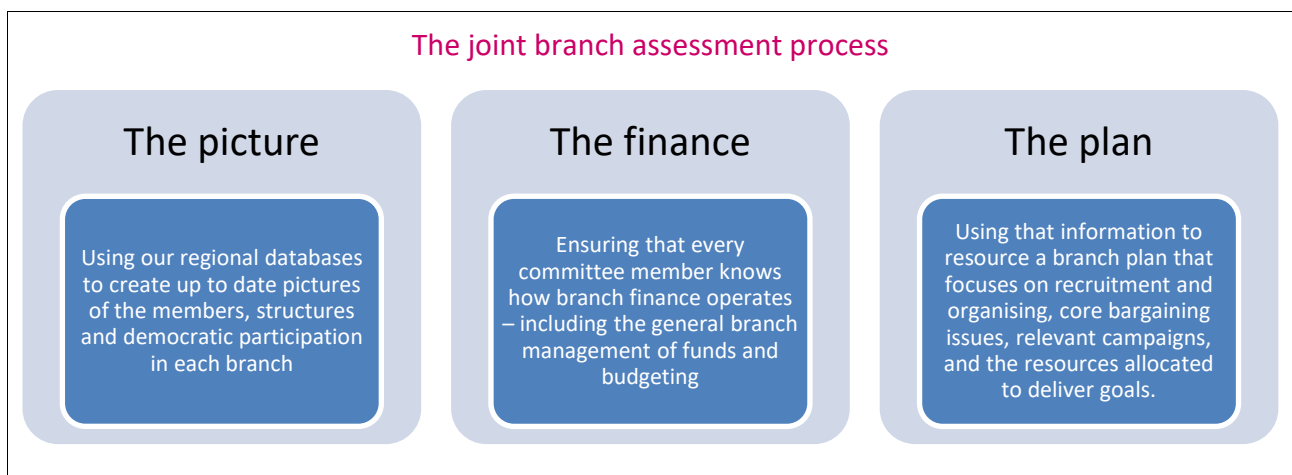 The joint branch assessment process
The picture
Using our regional databases
to create up to date pictures
of the members, structures
and democratic participation
in each branch
The finance
Ensuring that every
committee member knows
how branch finance operates
– including the general branch
management of funds and
budgeting
The plan
Using that information to
resource a branch plan that
focuses on recruitment and
organising, core bargaining
issues, relevant campaigns,
and the resources allocated
to deliver goals.